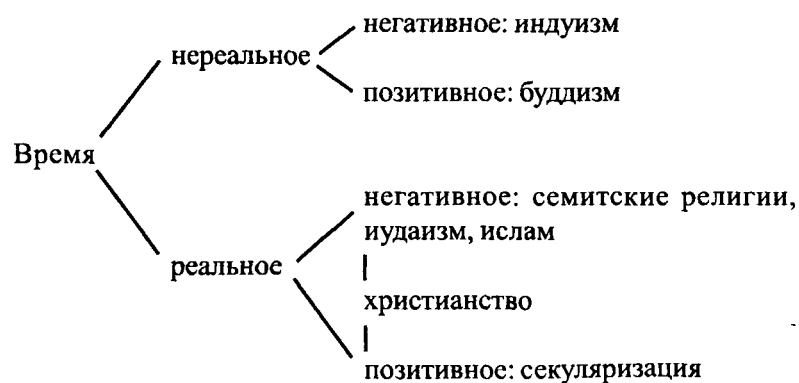 негативное: индуизм
нереальное
позитивное: буддизм
Время
негативное: семитские религии,
иудаизм, ислам
реальное
христианство
позитивное: секуляризация